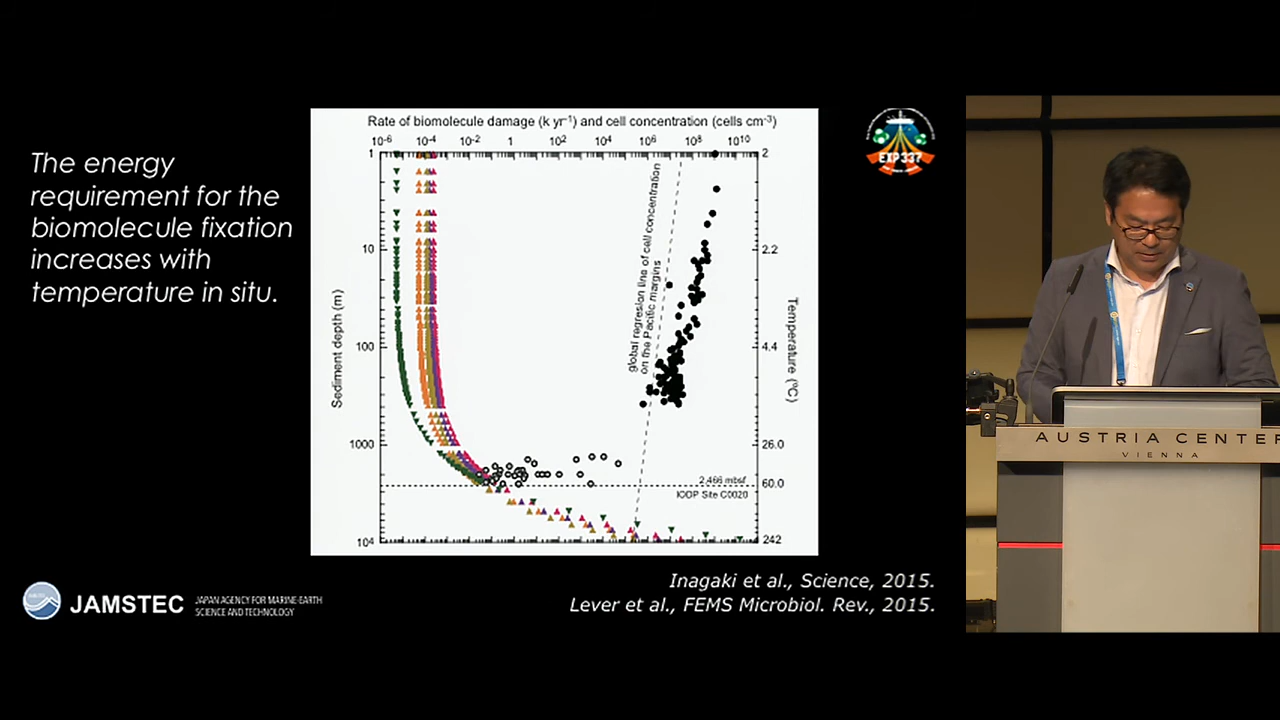 The energy
requirement for the
biomolecule fixation
increases with
temperature in situ.
Rate of biomolecule damage (k yr⁻¹) and cell concentration (cells cm⁻³)
10⁻⁶ 10⁻⁴ 10⁻² 1 10² 10⁴ 10⁶ 10⁸ 10¹⁰
1
10
100
1000
10⁴
Sediment depth (m)
global regresion line of cell concentration
on the Pacific margins
2
2.2
4.4
26.0
60.0
242
Temperature (°C)
2,466 mbsf
IODP Site C0020
EXP.337
Inagaki et al., Science, 2015.
Lever et al., FEMS Microbiol. Rev., 2015.
JAMSTEC
JAPAN AGENCY FOR MARINE-EARTH
SCIENCE AND TECHNOLOGY
AUSTRIA CENTER
VIENNA